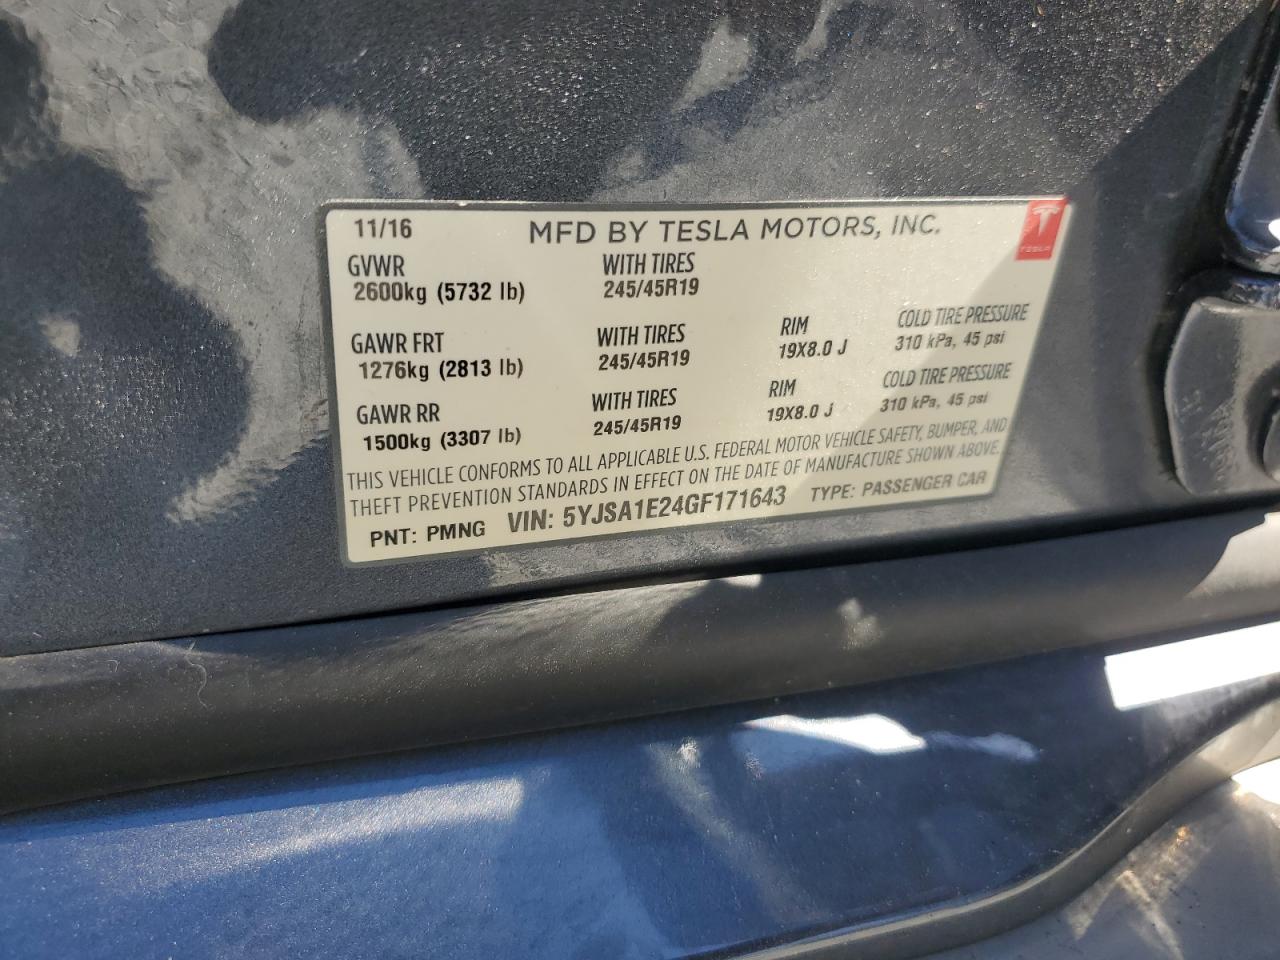 11/16 MFD BY TESLA MOTORS, INC. TESLA
GVWR WITH TIRES
2600kg (5732 lb) 245/45R19
GAWR FRT WITH TIRES RIM COLD TIRE PRESSURE
1276kg (2813 lb) 245/45R19 19X8.0 J 310 kPa, 45 psi
GAWR RR WITH TIRES RIM COLD TIRE PRESSURE
1500kg (3307 lb) 245/45R19 19X8.0 J 310 kPa, 45 psi
THIS VEHICLE CONFORMS TO ALL APPLICABLE U.S. FEDERAL MOTOR VEHICLE SAFETY, BUMPER, AND
THEFT PREVENTION STANDARDS IN EFFECT ON THE DATE OF MANUFACTURE SHOWN ABOVE.
PNT: PMNG VIN: 5YJSA1E24GF171643 TYPE: PASSENGER CAR